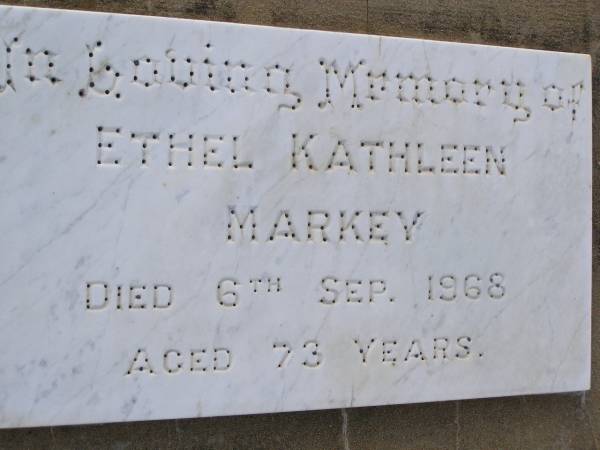 In Loving Memory of
ETHEL KATHLEEN
MARKEY
DIED 6TH SEP. 1968
AGED 73 YEARS.